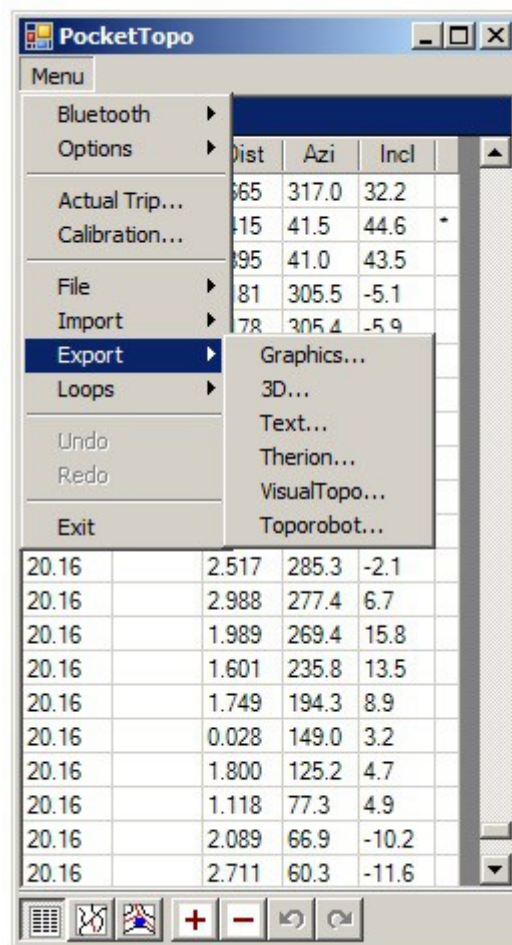 PocketTopo
Menu
Bluetooth
Options
Actual Trip...
Calibration...
File
Import
Export
Loops
Undo
Redo
Exit
Graphics...
3D...
Text...
Therion...
VisualTopo...
Toporobot...
Azi Incl
317.0 32.2
41.5 44.6 *
41.0 43.5
305.5 -5.1
305.4 -5.9
20.16 2.517 285.3 -2.1
20.16 2.988 277.4 6.7
20.16 1.989 269.4 15.8
20.16 1.601 235.8 13.5
20.16 1.749 194.3 8.9
20.16 0.028 149.0 3.2
20.16 1.800 125.2 4.7
20.16 1.118 77.3 4.9
20.16 2.089 66.9 -10.2
20.16 2.711 60.3 -11.6